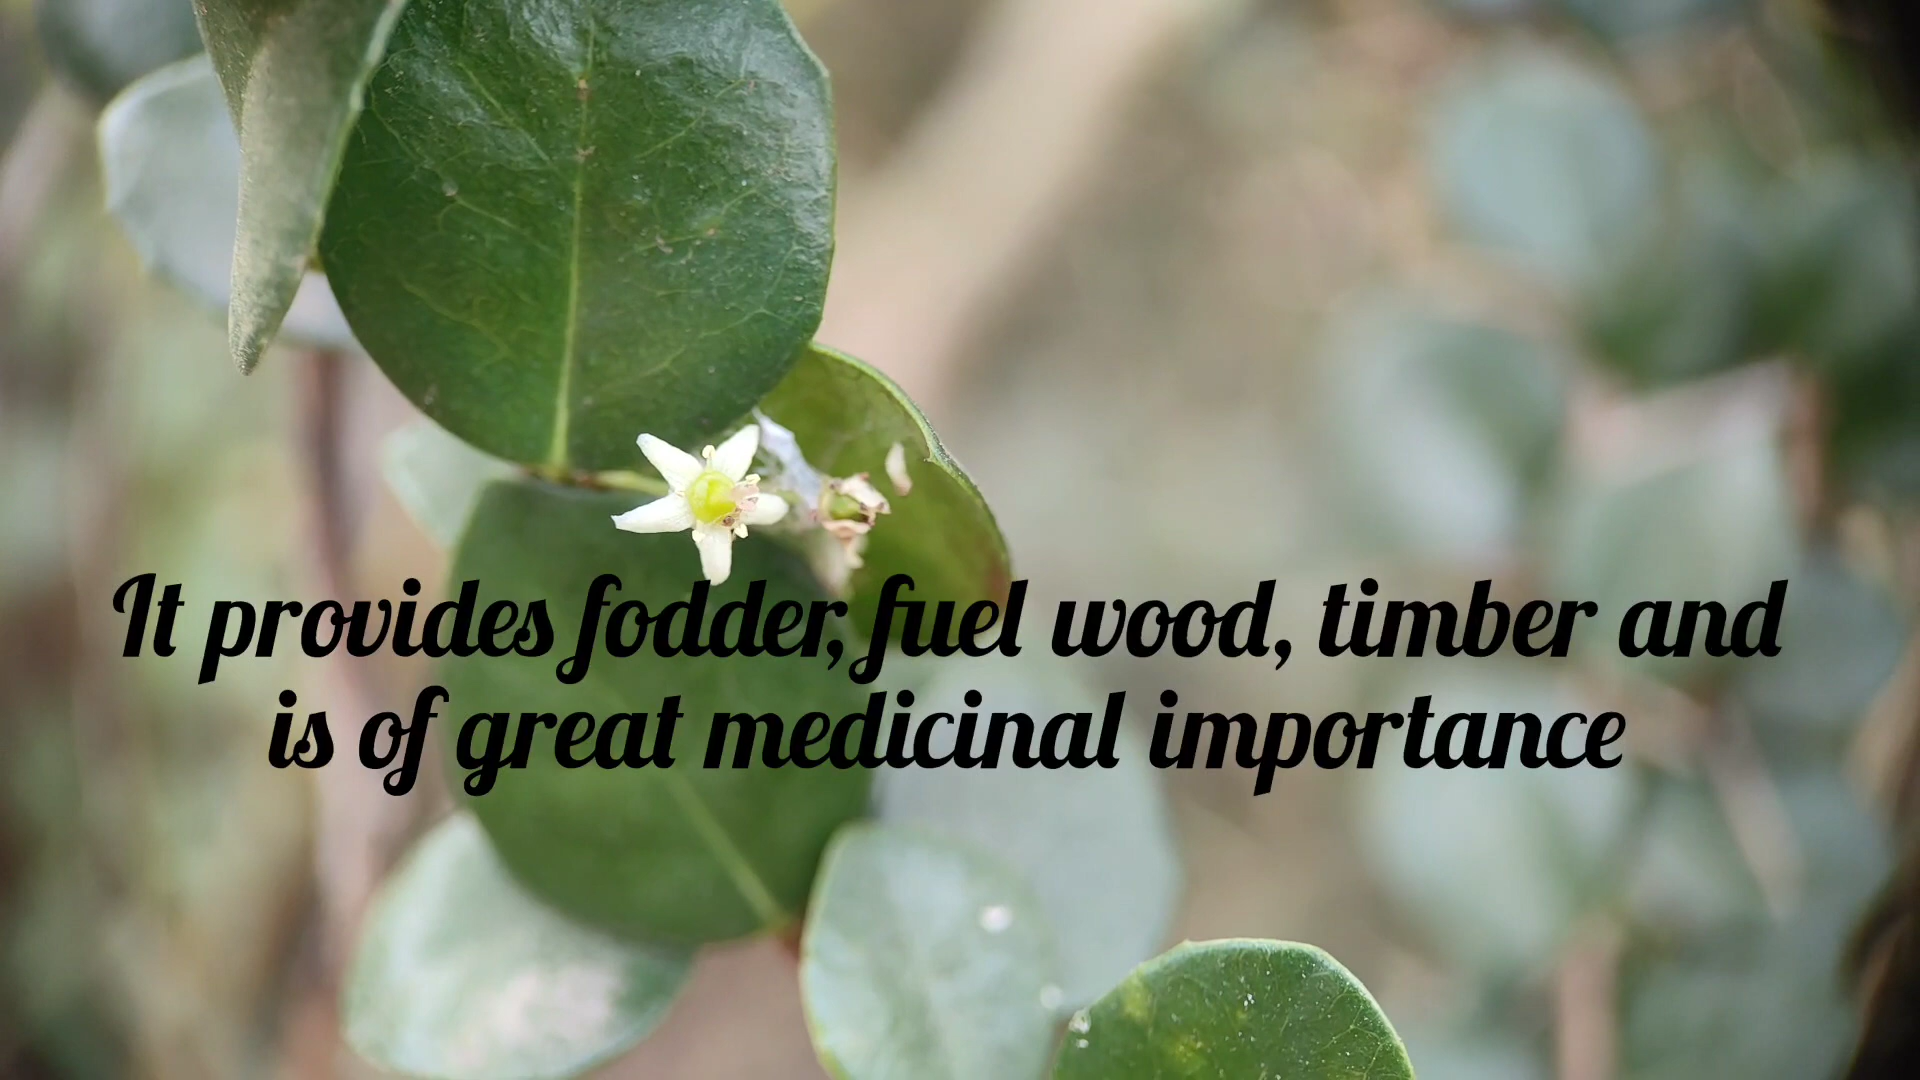 It provides fodder, fuel wood, timber and
is of great medicinal importance